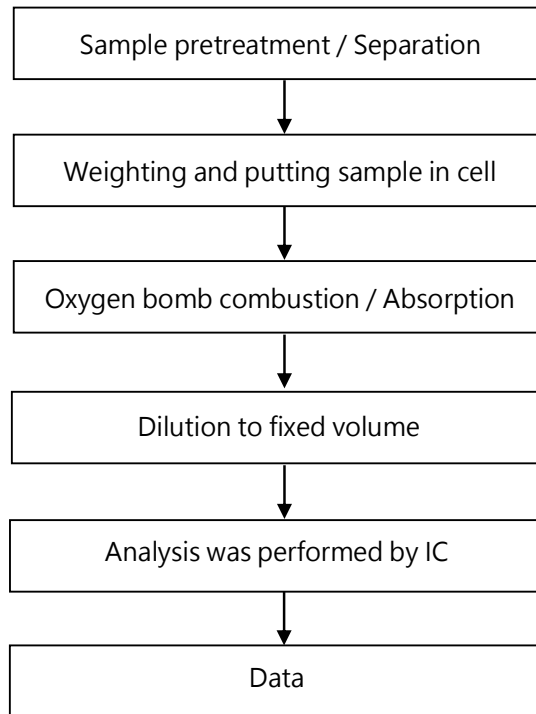 Sample pretreatment / Separation
Weighting and putting sample in cell
Oxygen bomb combustion / Absorption
Dilution to fixed volume
Analysis was performed by IC
Data